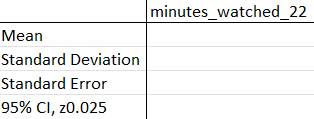 minutes_watched_22
Mean
Standard Deviation
Standard Error
95% CI, z0.025